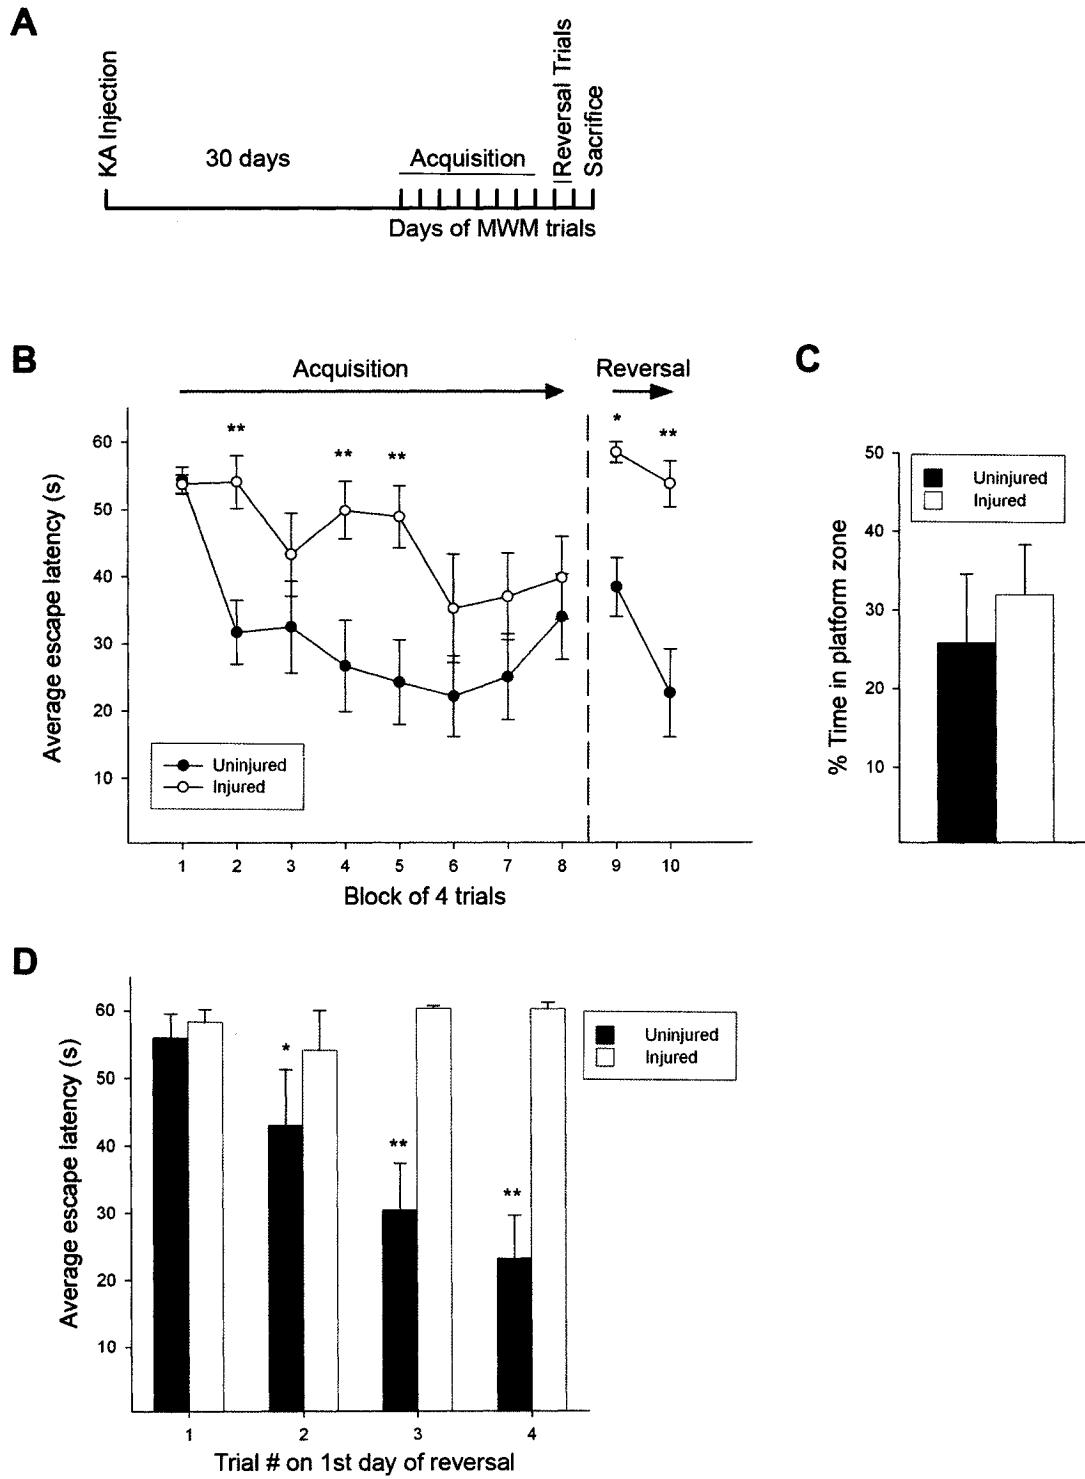 A
KA Injection
30 days
Acquisition
Reversal Trials
Sacrifice
Days of MWM trials
B
Acquisition
Reversal
Average escape latency (s)
60
50
40
30
20
10
** ** ** * **
Uninjured
Injured
1 2 3 4 5 6 7 8 9 10
Block of 4 trials
C
% Time in platform zone
50
40
30
20
10
Uninjured
Injured
D
Average escape latency (s)
60
50
40
30
20
10
* ** **
Uninjured
Injured
1 2 3 4
Trial # on 1st day of reversal